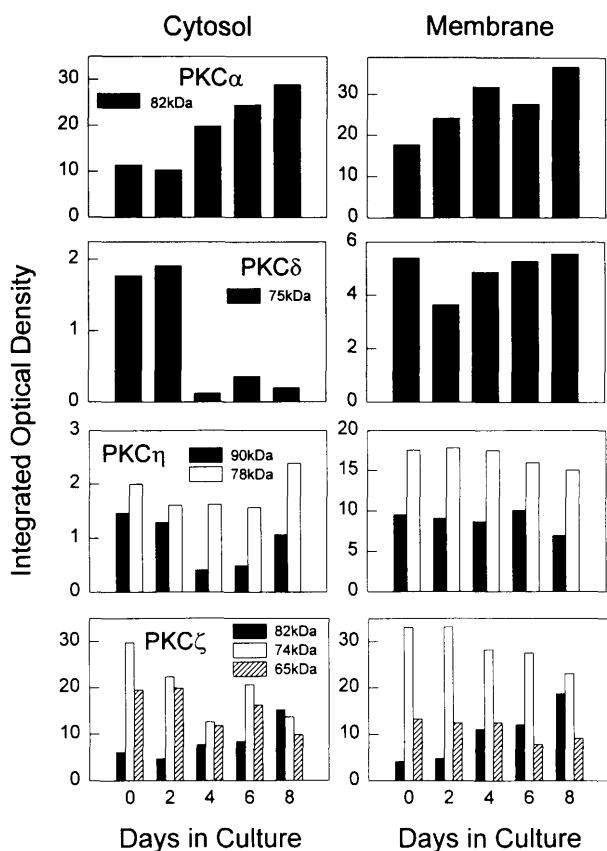 Cytosol
Membrane
Integrated Optical Density
PKCα
82kDa
30
20
10
0
30
20
10
0
PKCδ
75kDa
2
1
0
6
4
2
0
PKCη
90kDa
78kDa
3
2
1
0
20
15
10
5
0
PKCζ
82kDa
74kDa
65kDa
30
20
10
0
30
20
10
0
0 2 4 6 8
0 2 4 6 8
Days in Culture
Days in Culture